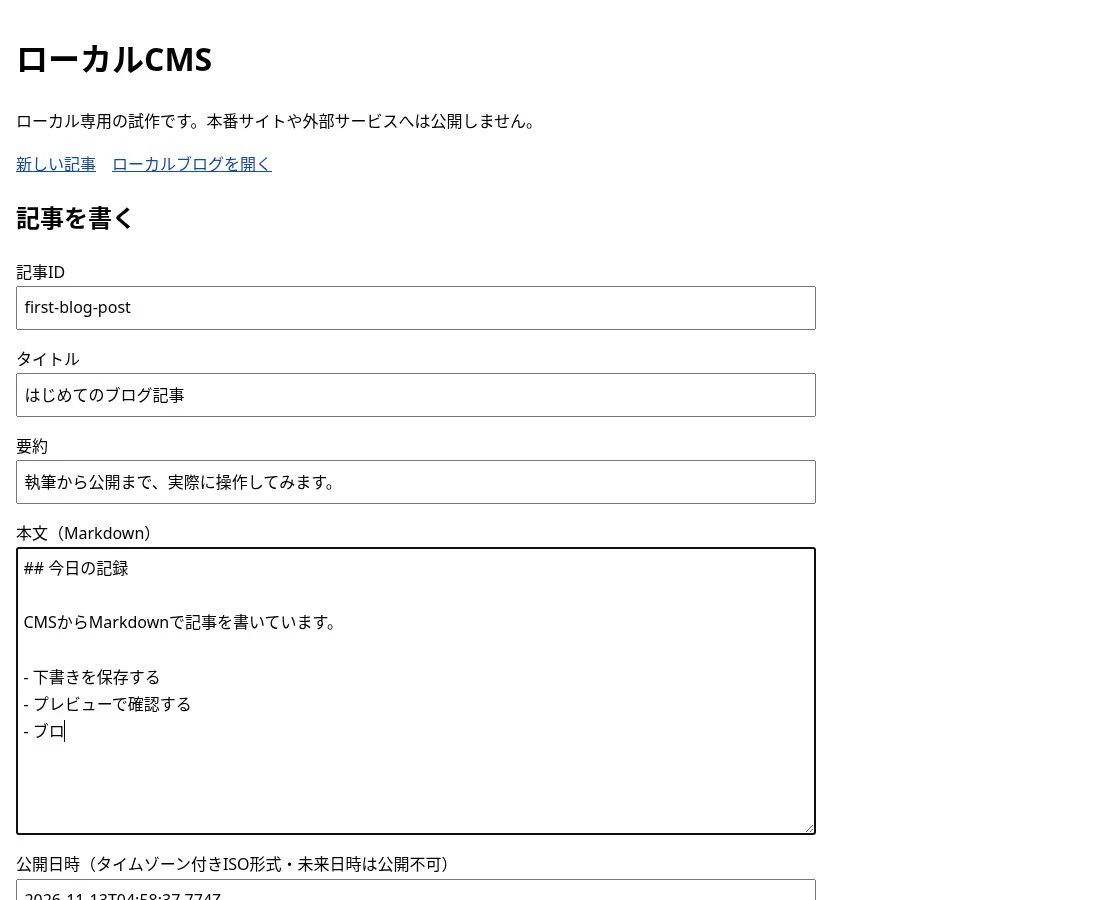 ローカルCMS
ローカル専用の試作です。本番サイトや外部サービスへは公開しません。
新しい記事 ローカルブログを開く
記事を書く
記事ID
first-blog-post
タイトル
はじめてのブログ記事
要約
執筆から公開まで、実際に操作してみます。
本文（Markdown）
## 今日の記録
CMSからMarkdownで記事を書いています。
- 下書きを保存する
- プレビューで確認する
- ブロ
公開日時（タイムゾーン付きISO形式・未来日時は公開不可）
2026-11-13T04:58:37.774Z